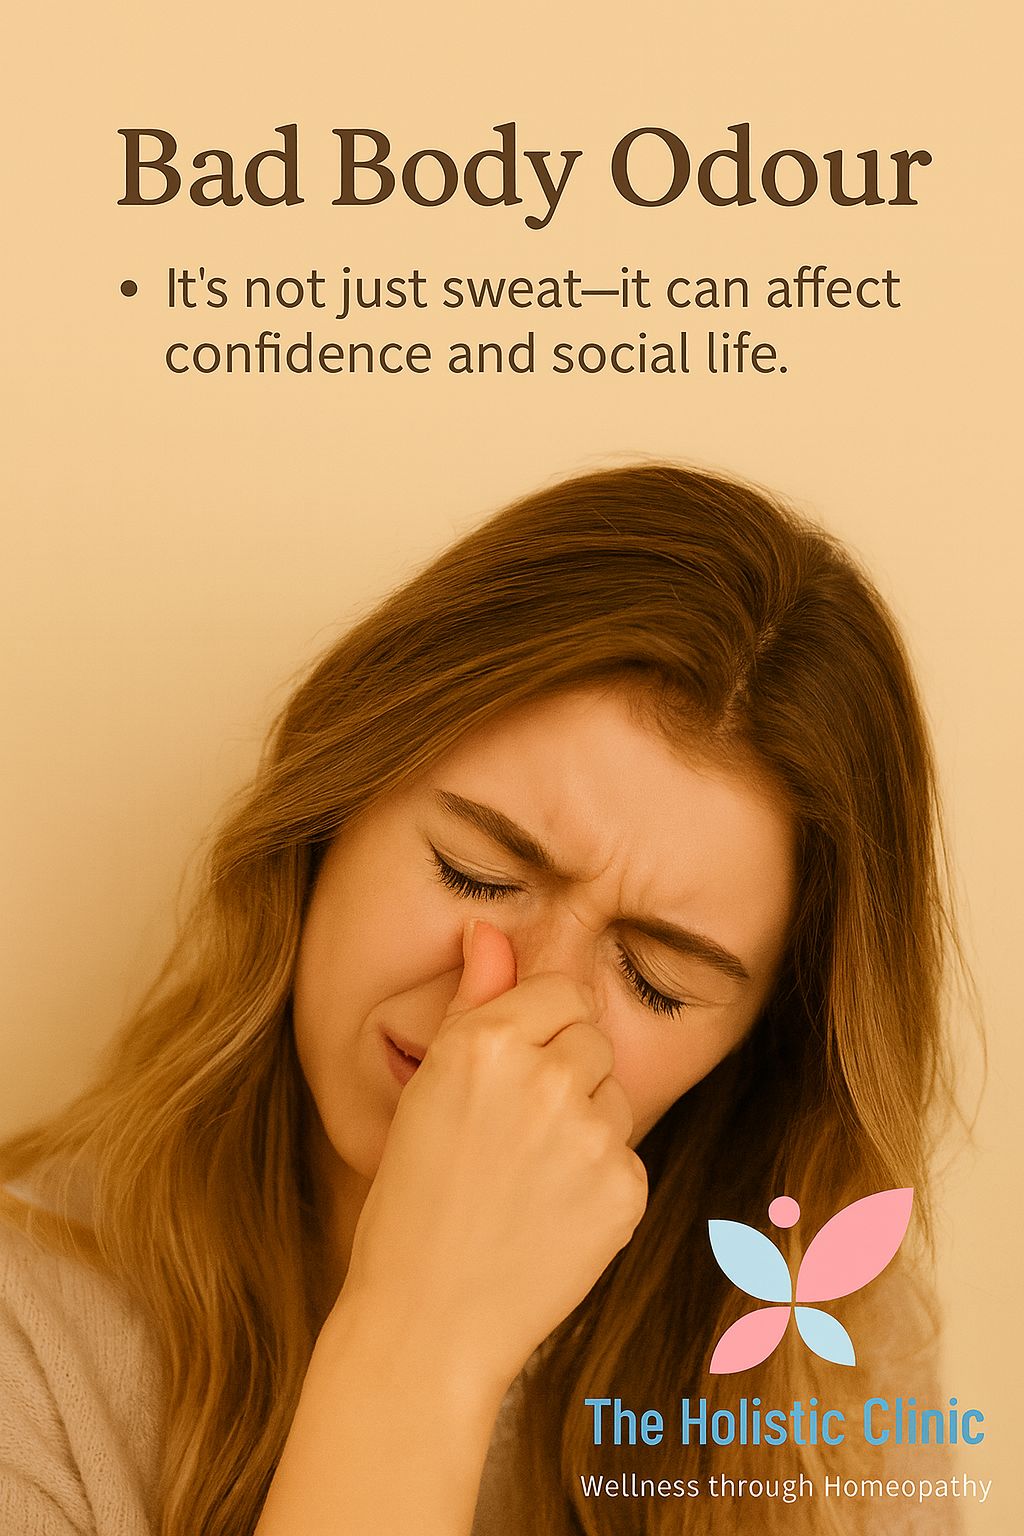 Bad Body Odour
• It's not just sweat—it can affect
confidence and social life.
The Holistic Clinic
Wellness through Homeopathy